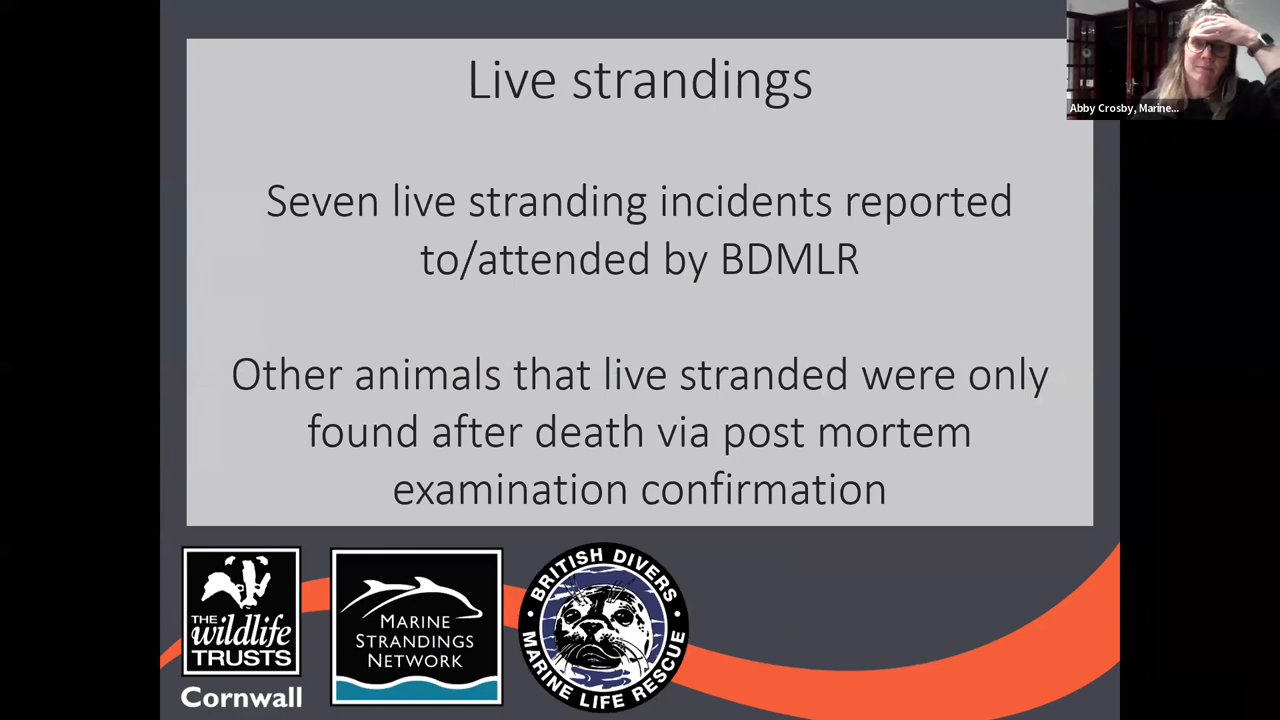 Live strandings
Abby Crosby, Marine...
Seven live stranding incidents reported
to/attended by BDMLR
Other animals that live stranded were only
found after death via post mortem
examination confirmation
THE
wildlife
TRUSTS
Cornwall
MARINE
STRANDINGS
NETWORK
BRITISH DIVERS
MARINE LIFE RESCUE